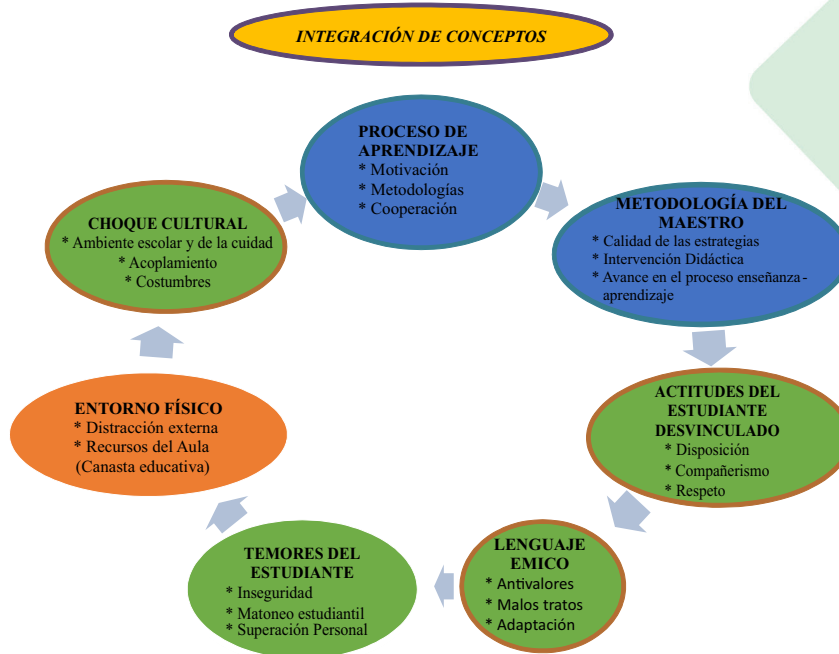 INTEGRACIÓN DE CONCEPTOS
PROCESO DE
APRENDIZAJE
* Motivación
* Metodologías
* Cooperación
METODOLOGÍA DEL
MAESTRO
* Calidad de las estrategias
* Intervención Didáctica
* Avance en el proceso enseñanza-
aprendizaje
ACTITUDES DEL
ESTUDIANTE
DESVINCULADO
* Disposición
* Compañerismo
* Respeto
LENGUAJE
EMICO
* Antivalores
* Malos tratos
* Adaptación
TEMORES DEL
ESTUDIANTE
* Inseguridad
* Matoneo estudiantil
* Superación Personal
ENTORNO FÍSICO
* Distracción externa
* Recursos del Aula
(Canasta educativa)
CHOQUE CULTURAL
* Ambiente escolar y de la cuidad
* Acoplamiento
* Costumbres